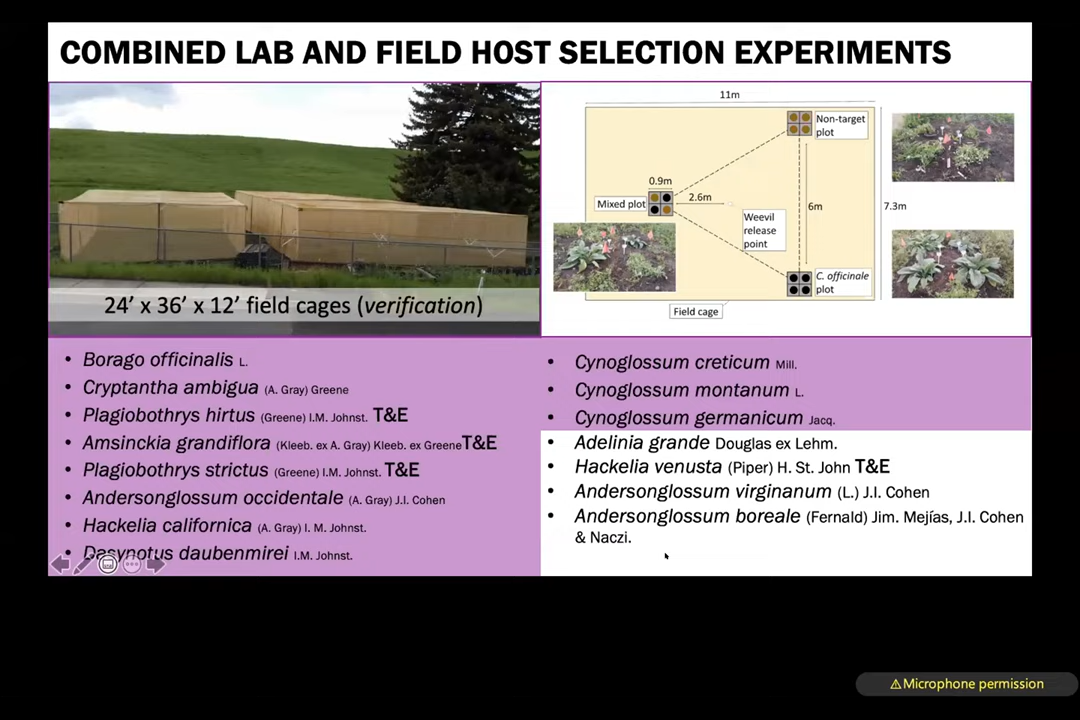 COMBINED LAB AND FIELD HOST SELECTION EXPERIMENTS
24’ x 36’ x 12’ field cages (verification)
11m
Non-target
plot
0.9m
Mixed plot
2.6m
6m
7.3m
Weevil
release
point
C. officinale
plot
Field cage
• Borago officinalis L.
• Cryptantha ambigua (A. Gray) Greene
• Plagiobothrys hirtus (Greene) I.M. Johnst. T&E
• Amsinckia grandiflora (Kleeb. ex A. Gray) Kleeb. ex Greene T&E
• Plagiobothrys strictus (Greene) I.M. Johnst. T&E
• Andersonglossum occidentale (A. Gray) J.I. Cohen
• Hackelia californica (A. Gray) I. M. Johnst.
• Dasynotus daubenmirei I.M. Johnst.
• Cynoglossum creticum Mill.
• Cynoglossum montanum L.
• Cynoglossum germanicum Jacq.
• Adelinia grande Douglas ex Lehm.
• Hackelia venusta (Piper) H. St. John T&E
• Andersonglossum virginanum (L.) J.I. Cohen
• Andersonglossum boreale (Fernald) Jim. Mejías, J.I. Cohen
& Naczi.
⚠Microphone permission